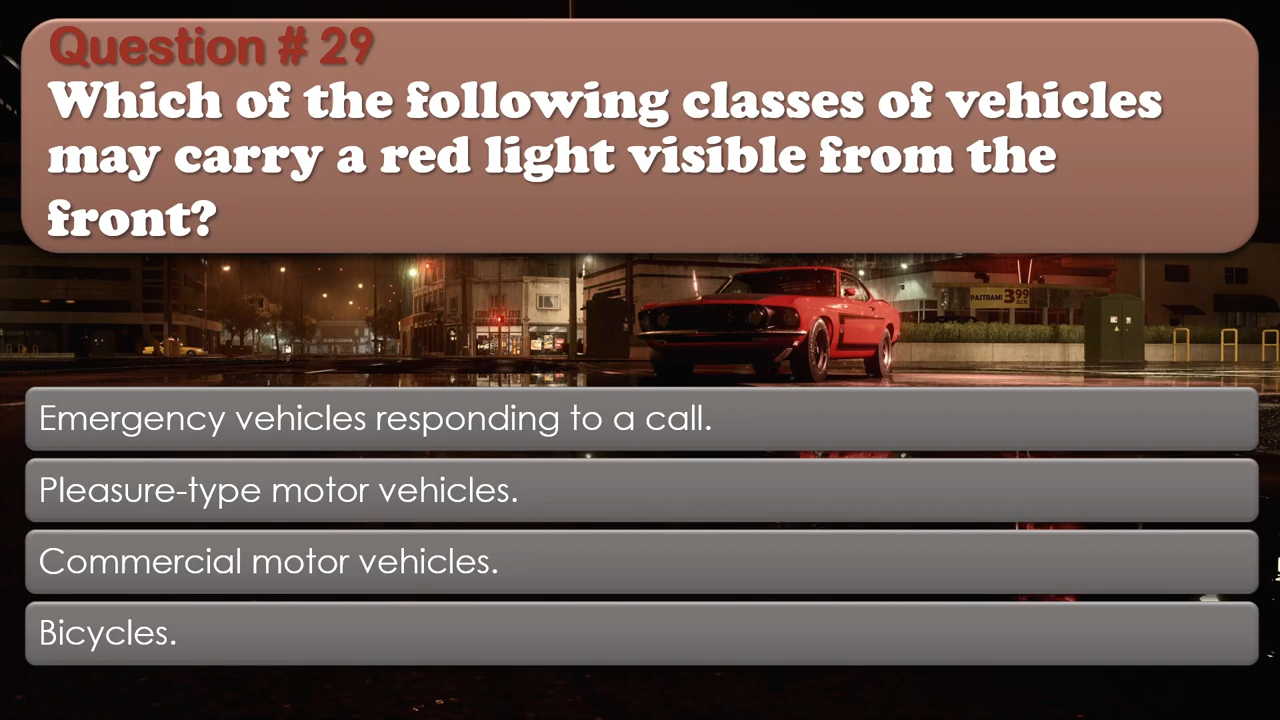 Question # 29
Which of the following classes of vehicles
may carry a red light visible from the
front?
PASTRAMI 3.99
Emergency vehicles responding to a call.
Pleasure-type motor vehicles.
Commercial motor vehicles.
Bicycles.